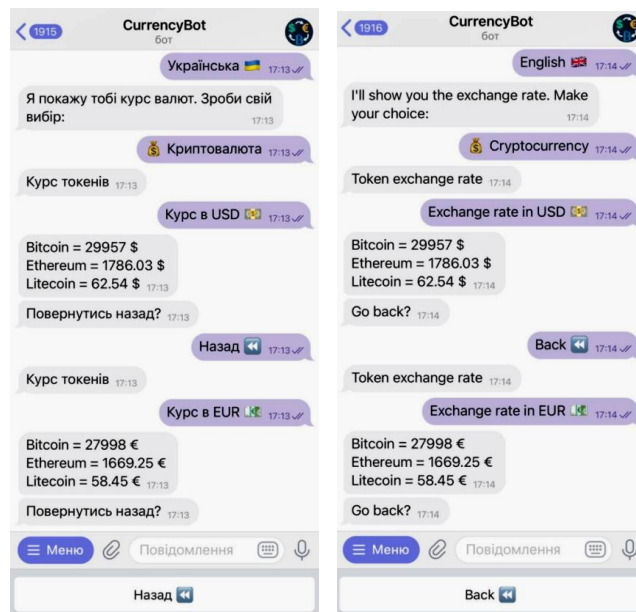 1915
CurrencyBot
бот
Українська 🇺🇦 17:13
Я покажу тобі курс валют. Зроби свій
вибір: 17:13
💰 Криптовалюта 17:13
Курс токенів 17:13
Курс в USD 💵 17:13
Bitcoin = 29957 $
Ethereum = 1786.03 $
Litecoin = 62.54 $ 17:13
Повернутись назад? 17:13
Назад ⏪ 17:13
Курс токенів 17:13
Курс в EUR 💶 17:13
Bitcoin = 27998 €
Ethereum = 1669.25 €
Litecoin = 58.45 € 17:13
Повернутись назад? 17:13
Меню
Повідомлення
Назад ⏪
1916
CurrencyBot
бот
English 🇬🇧 17:14
I'll show you the exchange rate. Make
your choice: 17:14
💰 Cryptocurrency 17:14
Token exchange rate 17:14
Exchange rate in USD 💵 17:14
Bitcoin = 29957 $
Ethereum = 1786.03 $
Litecoin = 62.54 $ 17:14
Go back? 17:14
Back ⏪ 17:14
Token exchange rate 17:14
Exchange rate in EUR 💶 17:14
Bitcoin = 27998 €
Ethereum = 1669.25 €
Litecoin = 58.45 € 17:14
Go back? 17:14
Меню
Повідомлення
Back ⏪